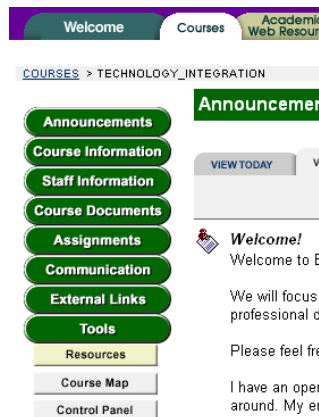 Welcome
Courses
Academic
Web Resour
COURSES > TECHNOLOGY_INTEGRATION
Announcements
Course Information
Staff Information
Course Documents
Assignments
Communication
External Links
Tools
Resources
Course Map
Control Panel
Announcemen
VIEW TODAY
V
Welcome!
Welcome to E
We will focus
professional d
Please feel fre
I have an oper
around. My en